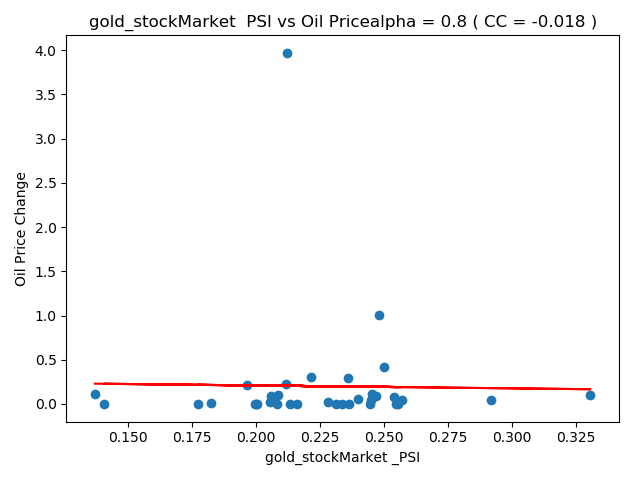 gold_stockMarket PSI vs Oil Pricealpha = 0.8 ( CC = -0.018 )
4.0
3.5
3.0
2.5
2.0
1.5
1.0
0.5
0.0
Oil Price Change
0.150 0.175 0.200 0.225 0.250 0.275 0.300 0.325
gold_stockMarket _PSI